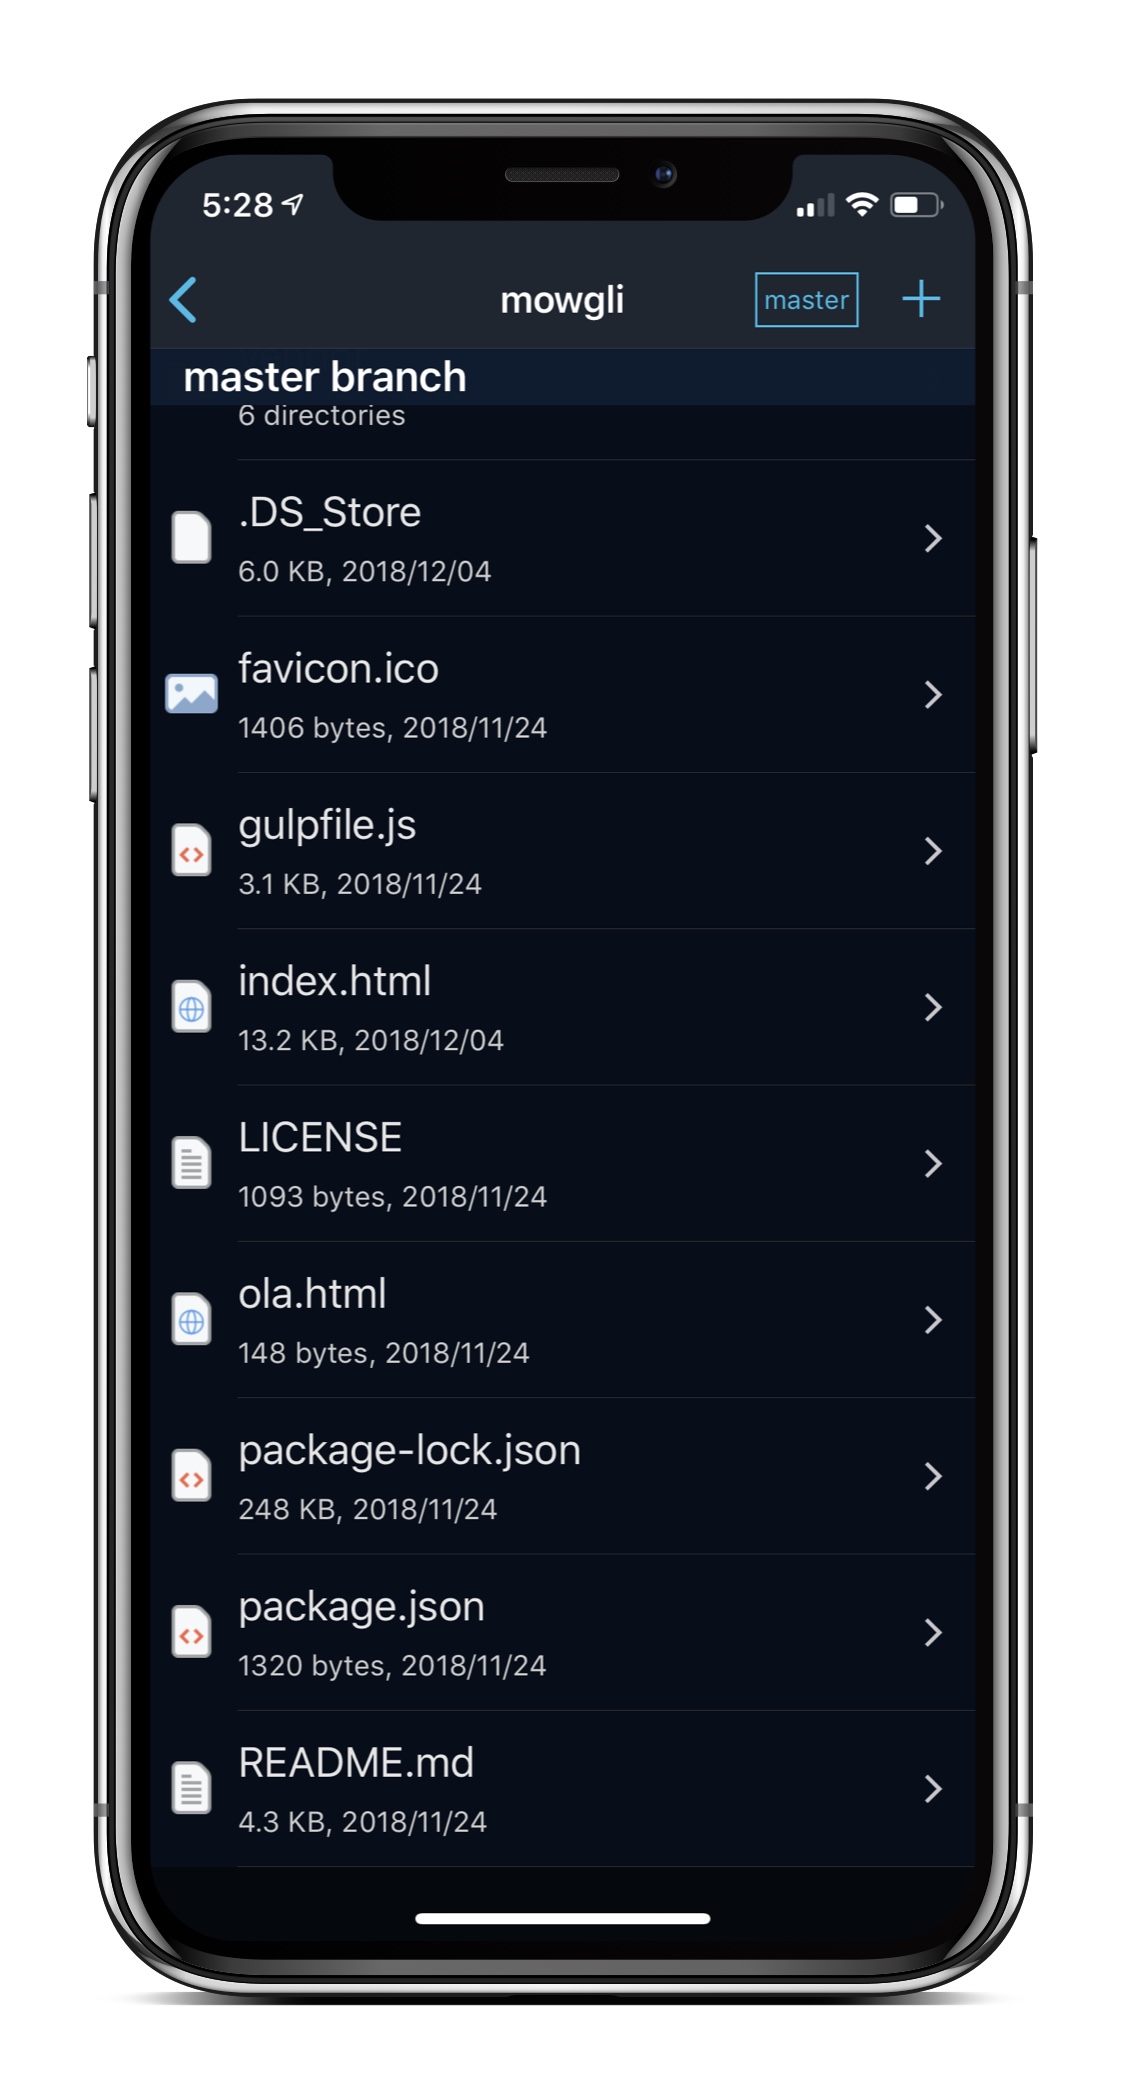 5:28
mowgli
master
master branch
6 directories
.DS_Store
6.0 KB, 2018/12/04
favicon.ico
1406 bytes, 2018/11/24
gulpfile.js
3.1 KB, 2018/11/24
index.html
13.2 KB, 2018/12/04
LICENSE
1093 bytes, 2018/11/24
ola.html
148 bytes, 2018/11/24
package-lock.json
248 KB, 2018/11/24
package.json
1320 bytes, 2018/11/24
README.md
4.3 KB, 2018/11/24